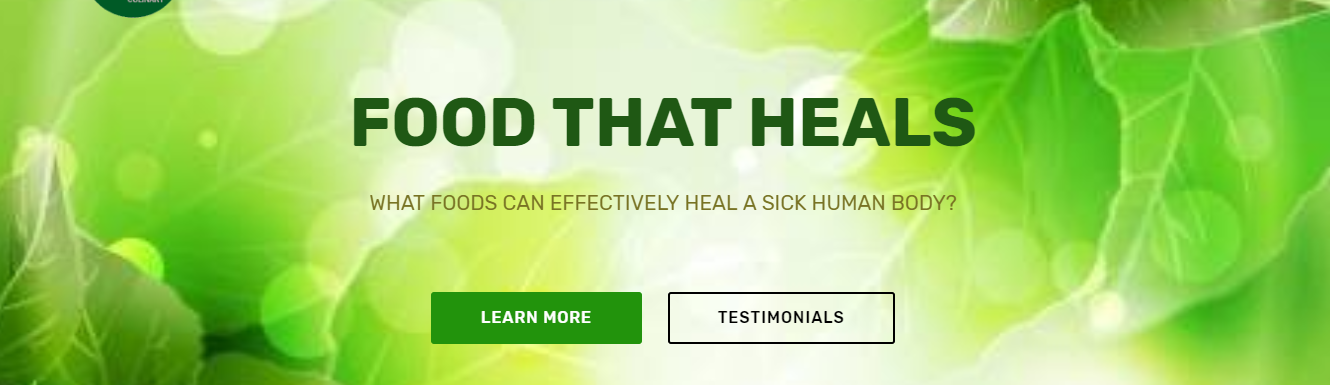 FOOD THAT HEALS
WHAT FOODS CAN EFFECTIVELY HEAL A SICK HUMAN BODY?
LEARN MORE
TESTIMONIALS